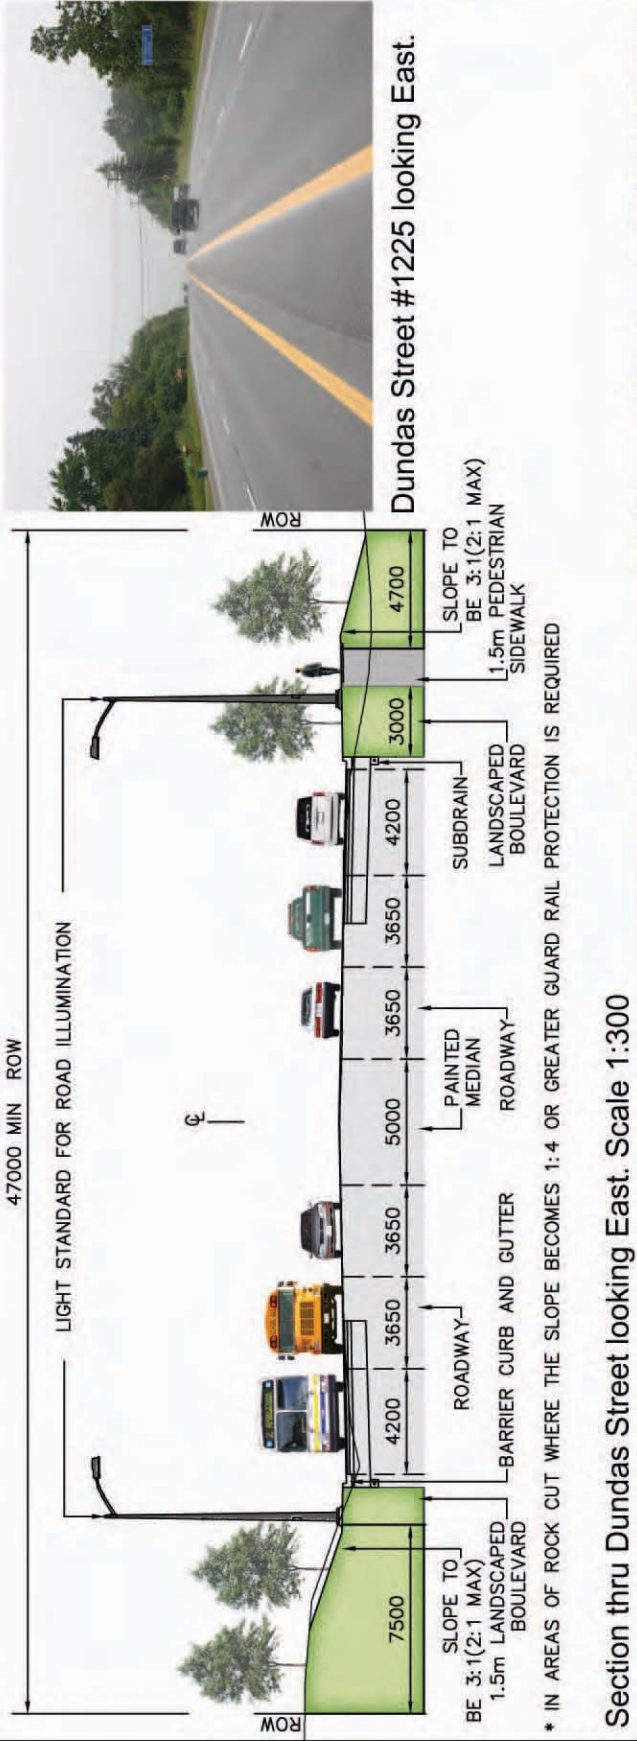 47000 MIN ROW
LIGHT STANDARD FOR ROAD ILLUMINATION
ROW
ROW
℄
7500
4200
3650
3650
5000
3650
3650
4200
3000
4700
SLOPE TO
BE 3:1(2:1 MAX)
1.5m LANDSCAPED
BOULEVARD
BARRIER CURB AND GUTTER
ROADWAY
PAINTED
MEDIAN
ROADWAY
SUBDRAIN
LANDSCAPED
BOULEVARD
SLOPE TO
BE 3:1(2:1 MAX)
1.5m PEDESTRIAN
SIDEWALK
* IN AREAS OF ROCK CUT WHERE THE SLOPE BECOMES 1:4 OR GREATER GUARD RAIL PROTECTION IS REQUIRED
Section thru Dundas Street looking East. Scale 1:300
Dundas Street #1225 looking East.